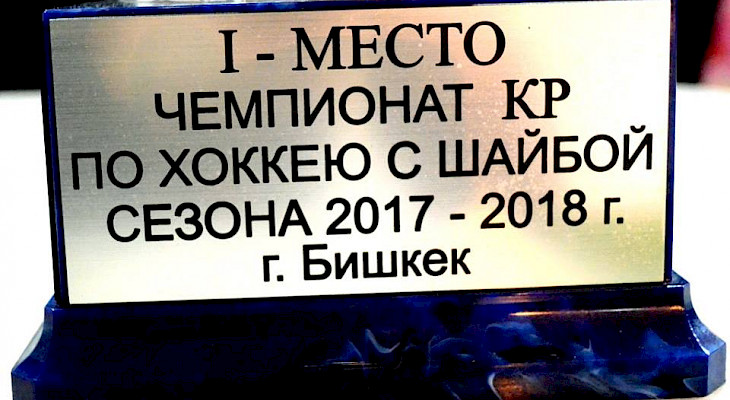 I - МЕСТО
ЧЕМПИОНАТ КР
ПО ХОККЕЮ С ШАЙБОЙ
СЕЗОНА 2017 - 2018 г.
г. Бишкек